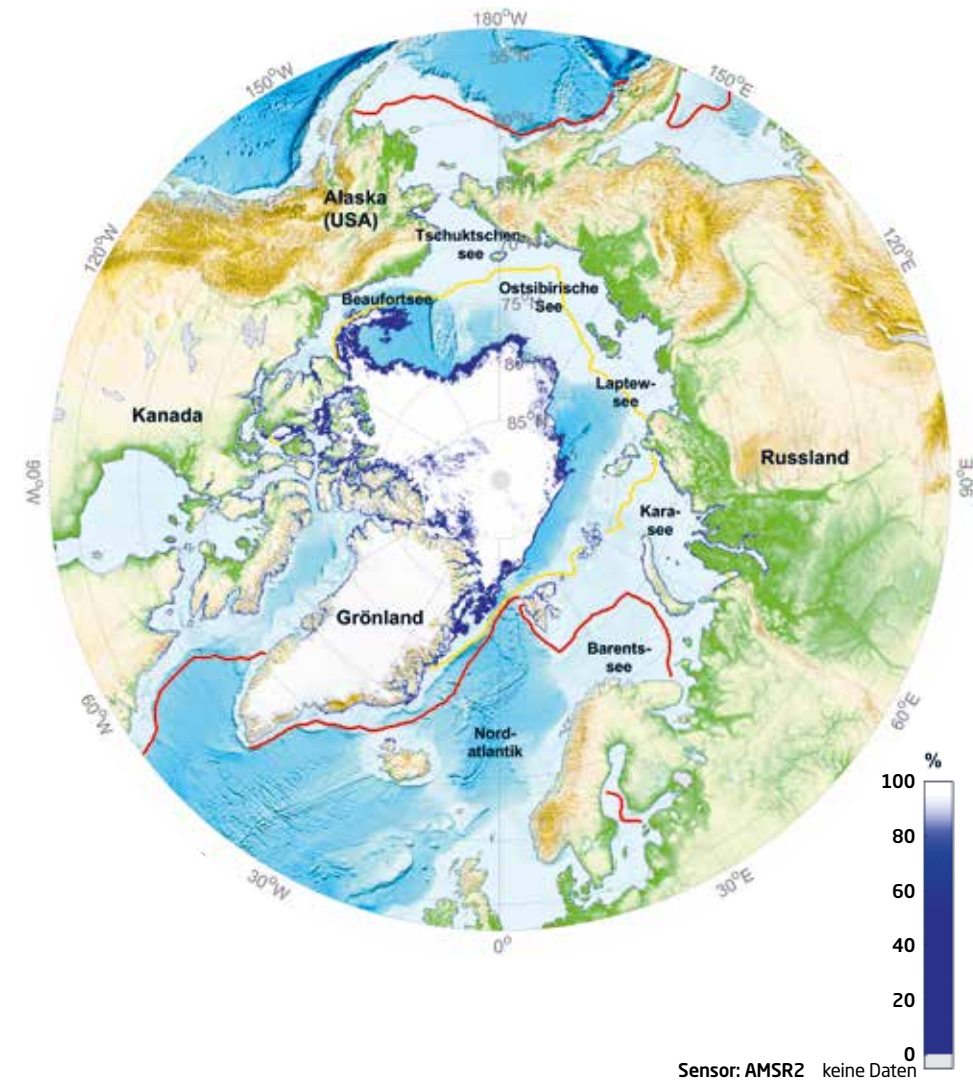 180°W
55°N
150°W
150°E
60°N
Alaska
(USA)
120°W
120°E
Tschuktschen-
see
Ostsibirische
See
Beaufortsee
75°N
80°
Laptew-
see
Kanada
85°N
Russland
90°W
90°E
Kara-
see
Grönland
Barents-
see
60°W
60°E
Nord-
atlantik
30°W
30°E
0°
%
100
80
60
40
20
0
Sensor: AMSR2 keine Daten